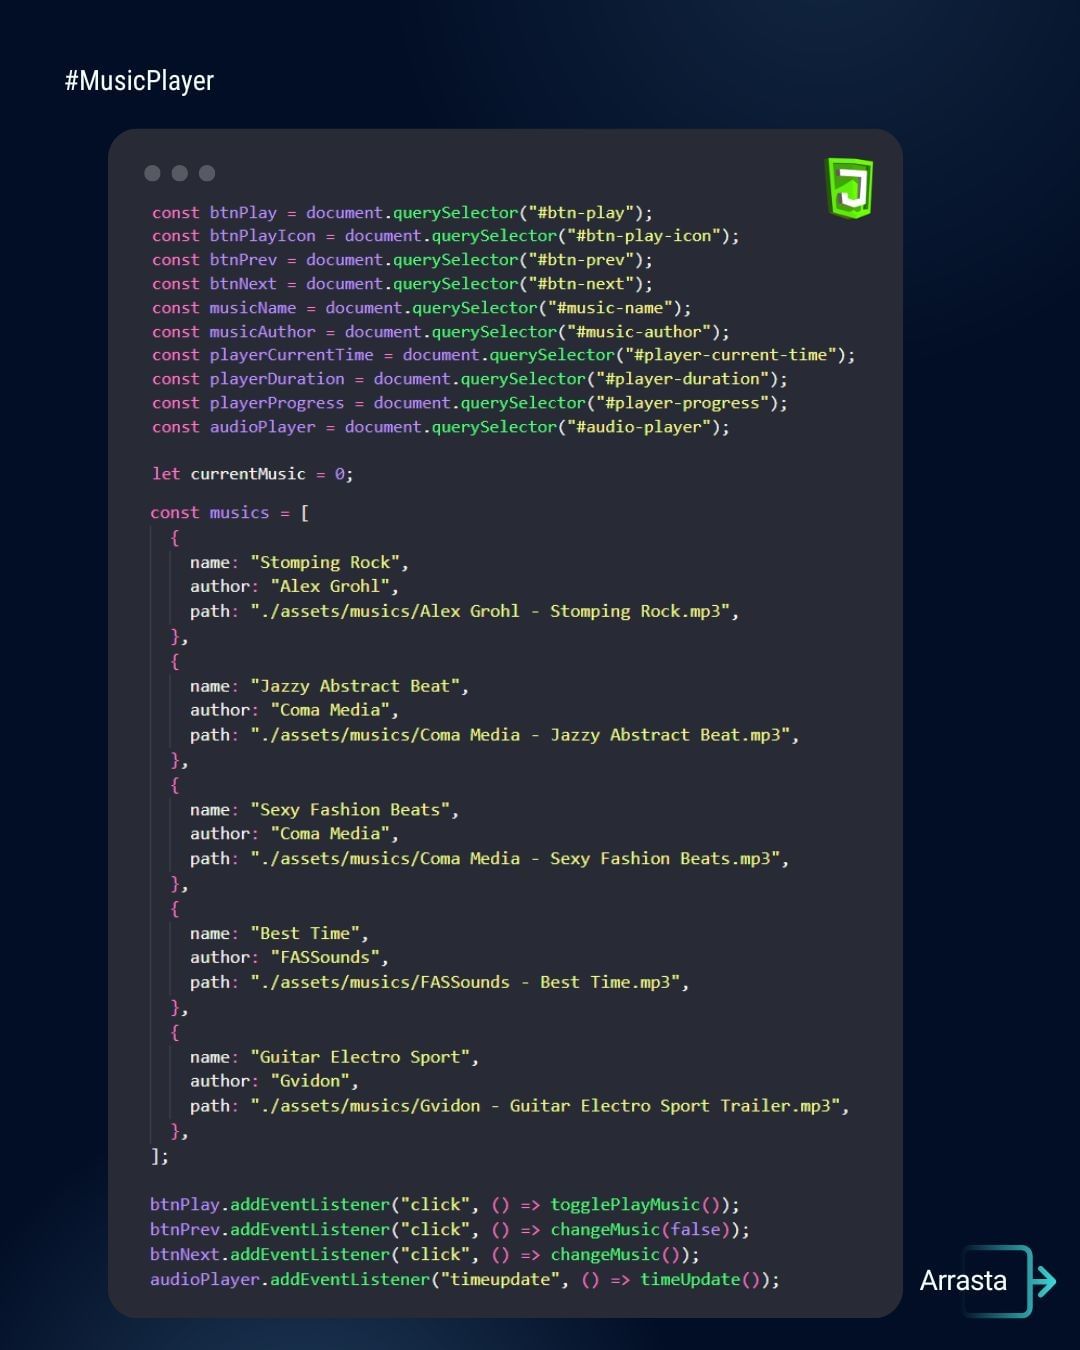 #MusicPlayer
const btnPlay = document.querySelector("#btn-play");
const btnPlayIcon = document.querySelector("#btn-play-icon");
const btnPrev = document.querySelector("#btn-prev");
const btnNext = document.querySelector("#btn-next");
const musicName = document.querySelector("#music-name");
const musicAuthor = document.querySelector("#music-author");
const playerCurrentTime = document.querySelector("#player-current-time");
const playerDuration = document.querySelector("#player-duration");
const playerProgress = document.querySelector("#player-progress");
const audioPlayer = document.querySelector("#audio-player");
let currentMusic = 0;
const musics = [
{
name: "Stomping Rock",
author: "Alex Grohl",
path: "./assets/musics/Alex Grohl - Stomping Rock.mp3",
},
{
name: "Jazzy Abstract Beat",
author: "Coma Media",
path: "./assets/musics/Coma Media - Jazzy Abstract Beat.mp3",
},
{
name: "Sexy Fashion Beats",
author: "Coma Media",
path: "./assets/musics/Coma Media - Sexy Fashion Beats.mp3",
},
{
name: "Best Time",
author: "FASSounds",
path: "./assets/musics/FASSounds - Best Time.mp3",
},
{
name: "Guitar Electro Sport",
author: "Gvidon",
path: "./assets/musics/Gvidon - Guitar Electro Sport Trailer.mp3",
},
];
btnPlay.addEventListener("click", () => togglePlayMusic());
btnPrev.addEventListener("click", () => changeMusic(false));
btnNext.addEventListener("click", () => changeMusic());
audioPlayer.addEventListener("timeupdate", () => timeUpdate());
Arrasta